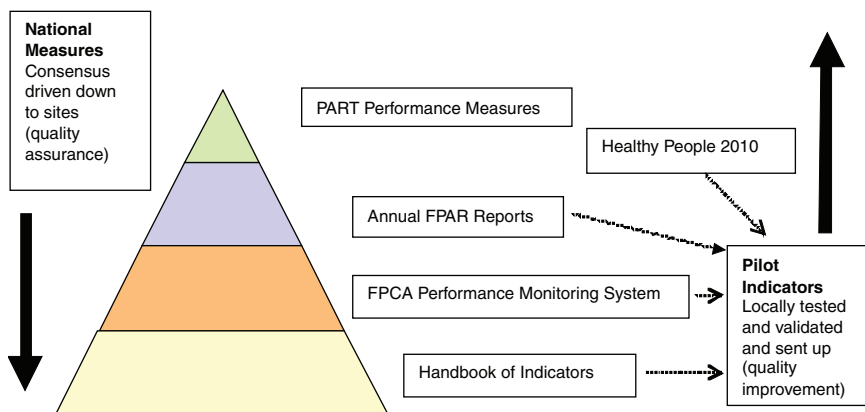 National
Measures
Consensus
driven down
to sites
(quality
assurance)
PART Performance Measures
Healthy People 2010
Annual FPAR Reports
FPCA Performance Monitoring System
Handbook of Indicators
Pilot
Indicators
Locally tested
and validated
and sent up
(quality
improvement)